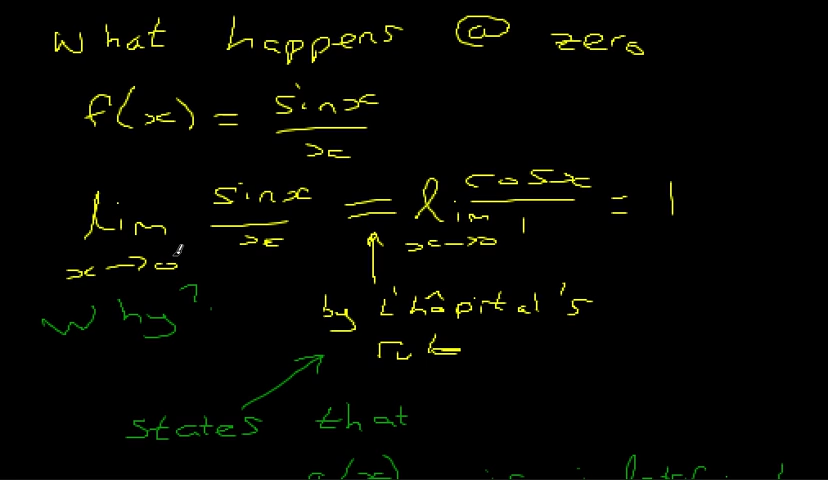 What happens @ zero
f(x) = sinx/x
lim x→0 sinx/x = lim x→0 cosx/1 = 1
Why?
by L'hôpital's
rule
states that